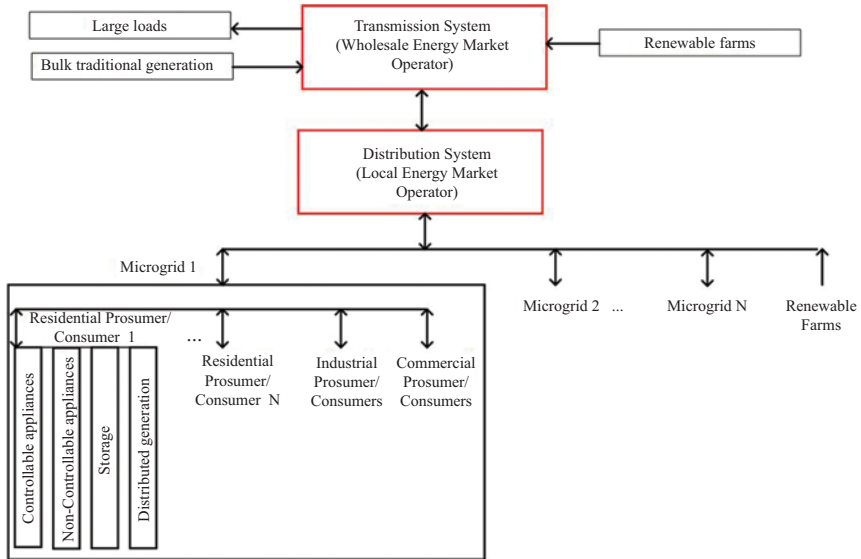 Large loads
Bulk traditional generation
Transmission System
(Wholesale Energy Market
Operator)
Renewable farms
Distribution System
(Local Energy Market
Operator)
Microgrid 1
Residential Prosumer/
Consumer 1
...
Residential
Prosumer/
Consumer N
Industrial
Prosumer/
Consumers
Commercial
Prosumer/
Consumers
Controllable appliances
Non-Controllable appliances
Storage
Distributed generation
Microgrid 2 ...
Microgrid N
Renewable
Farms